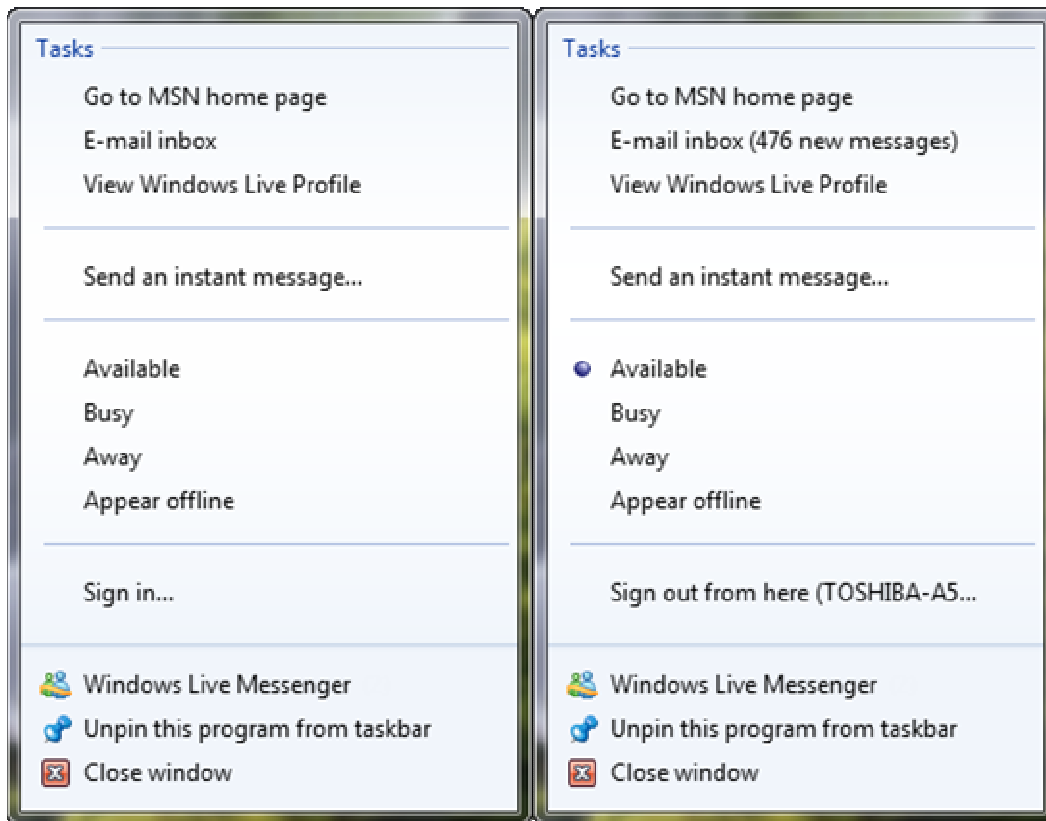 Tasks
Go to MSN home page
E-mail inbox
View Windows Live Profile
Send an instant message...
Available
Busy
Away
Appear offline
Sign in...
Windows Live Messenger
Unpin this program from taskbar
Close window
Tasks
Go to MSN home page
E-mail inbox (476 new messages)
View Windows Live Profile
Send an instant message...
Available
Busy
Away
Appear offline
Sign out from here (TOSHIBA-A5...
Windows Live Messenger
Unpin this program from taskbar
Close window